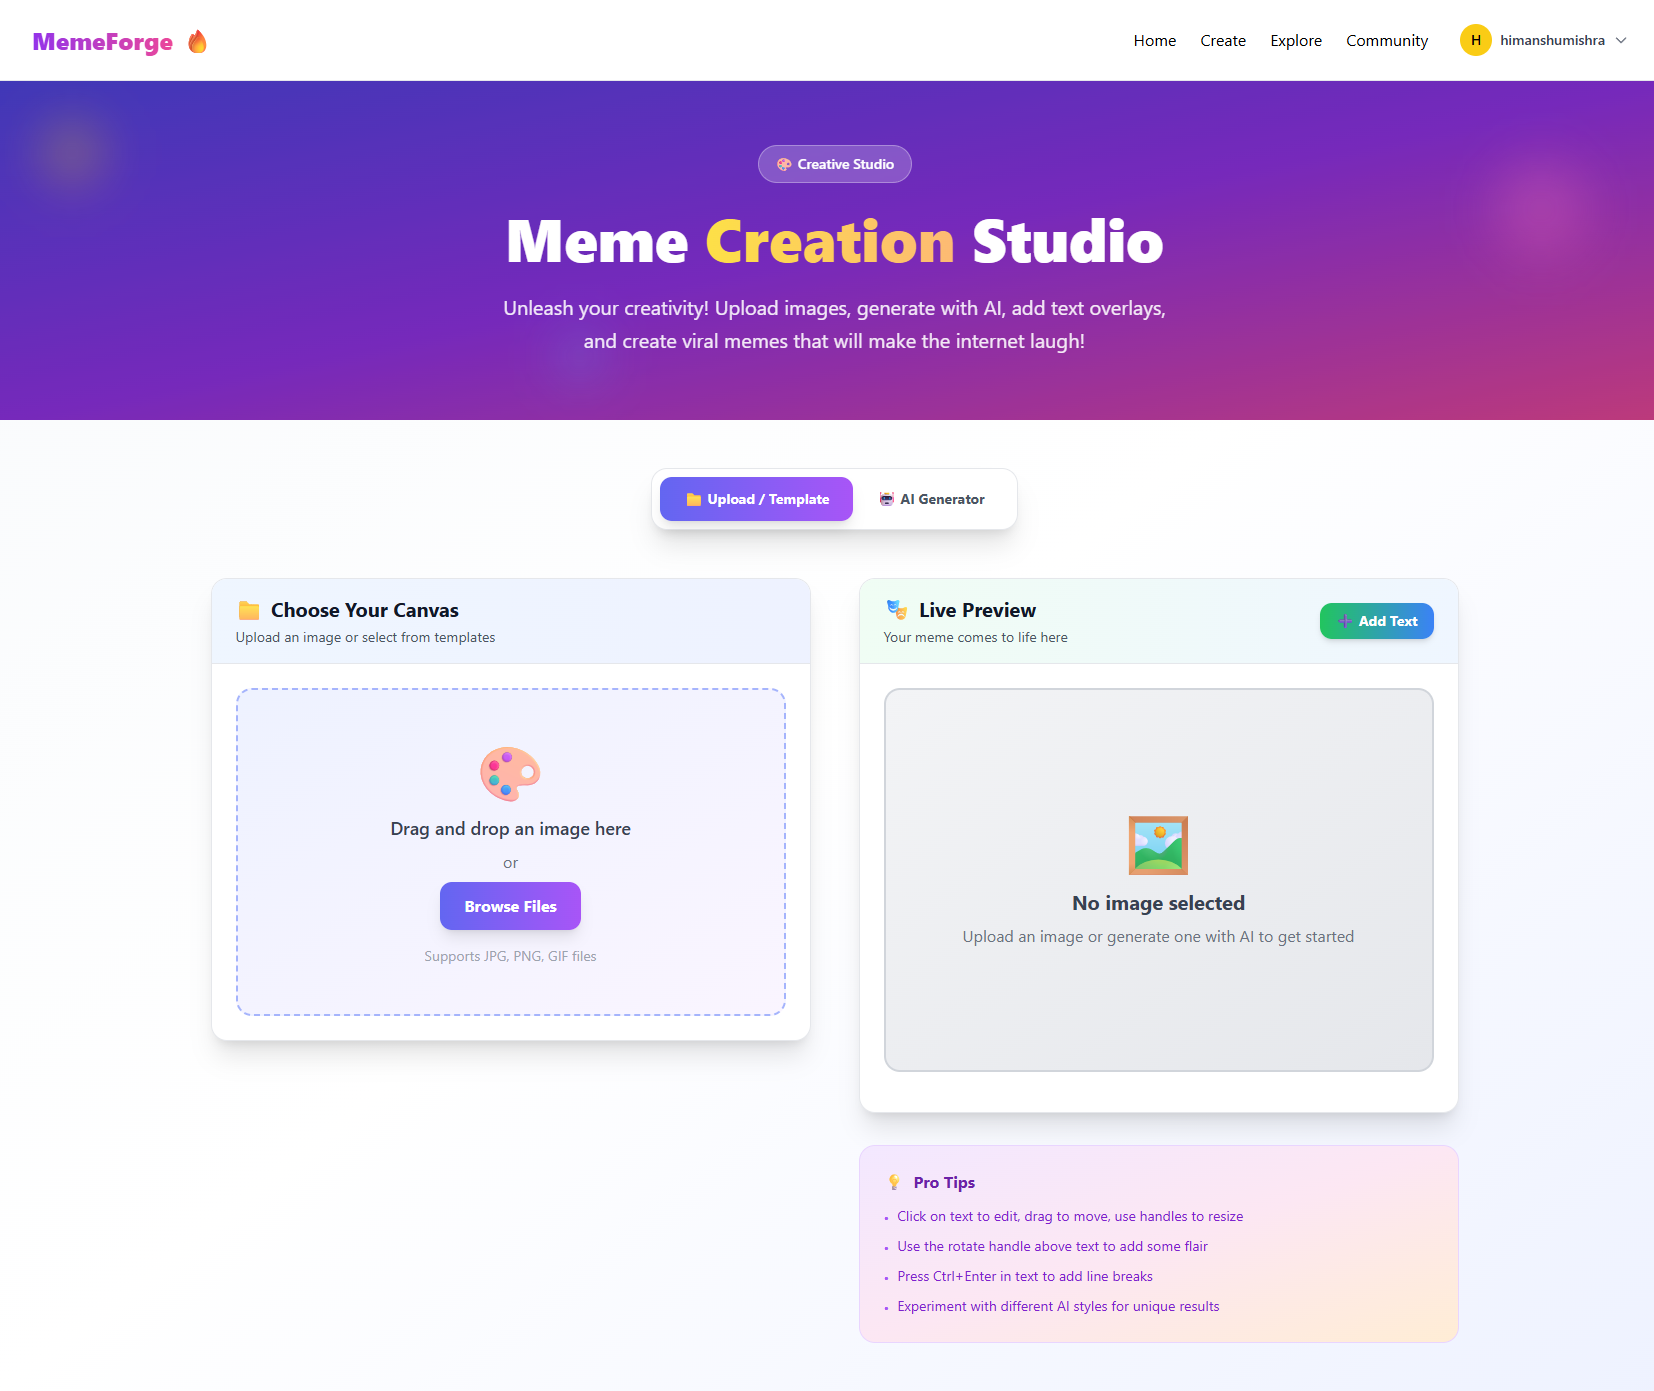 MemeForge 🔥
Home
Create
Explore
Community
H
himanshumishra
🎨 Creative Studio
Meme Creation Studio
Unleash your creativity! Upload images, generate with AI, add text overlays,
and create viral memes that will make the internet laugh!
📁 Upload / Template
🤖 AI Generator
📁 Choose Your Canvas
Upload an image or select from templates
Drag and drop an image here
or
Browse Files
Supports JPG, PNG, GIF files
🎭 Live Preview
Your meme comes to life here
➕ Add Text
No image selected
Upload an image or generate one with AI to get started
💡 Pro Tips
• Click on text to edit, drag to move, use handles to resize
• Use the rotate handle above text to add some flair
• Press Ctrl+Enter in text to add line breaks
• Experiment with different AI styles for unique results